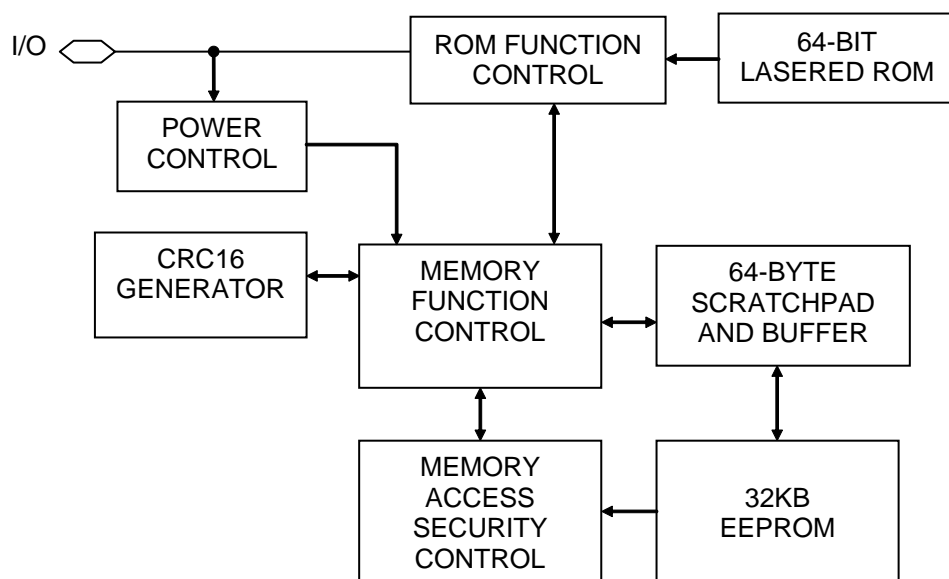 I/O
ROM FUNCTION
CONTROL
64-BIT
LASERED ROM
POWER
CONTROL
CRC16
GENERATOR
MEMORY
FUNCTION
CONTROL
64-BYTE
SCRATCHPAD
AND BUFFER
MEMORY
ACCESS
SECURITY
CONTROL
32KB
EEPROM